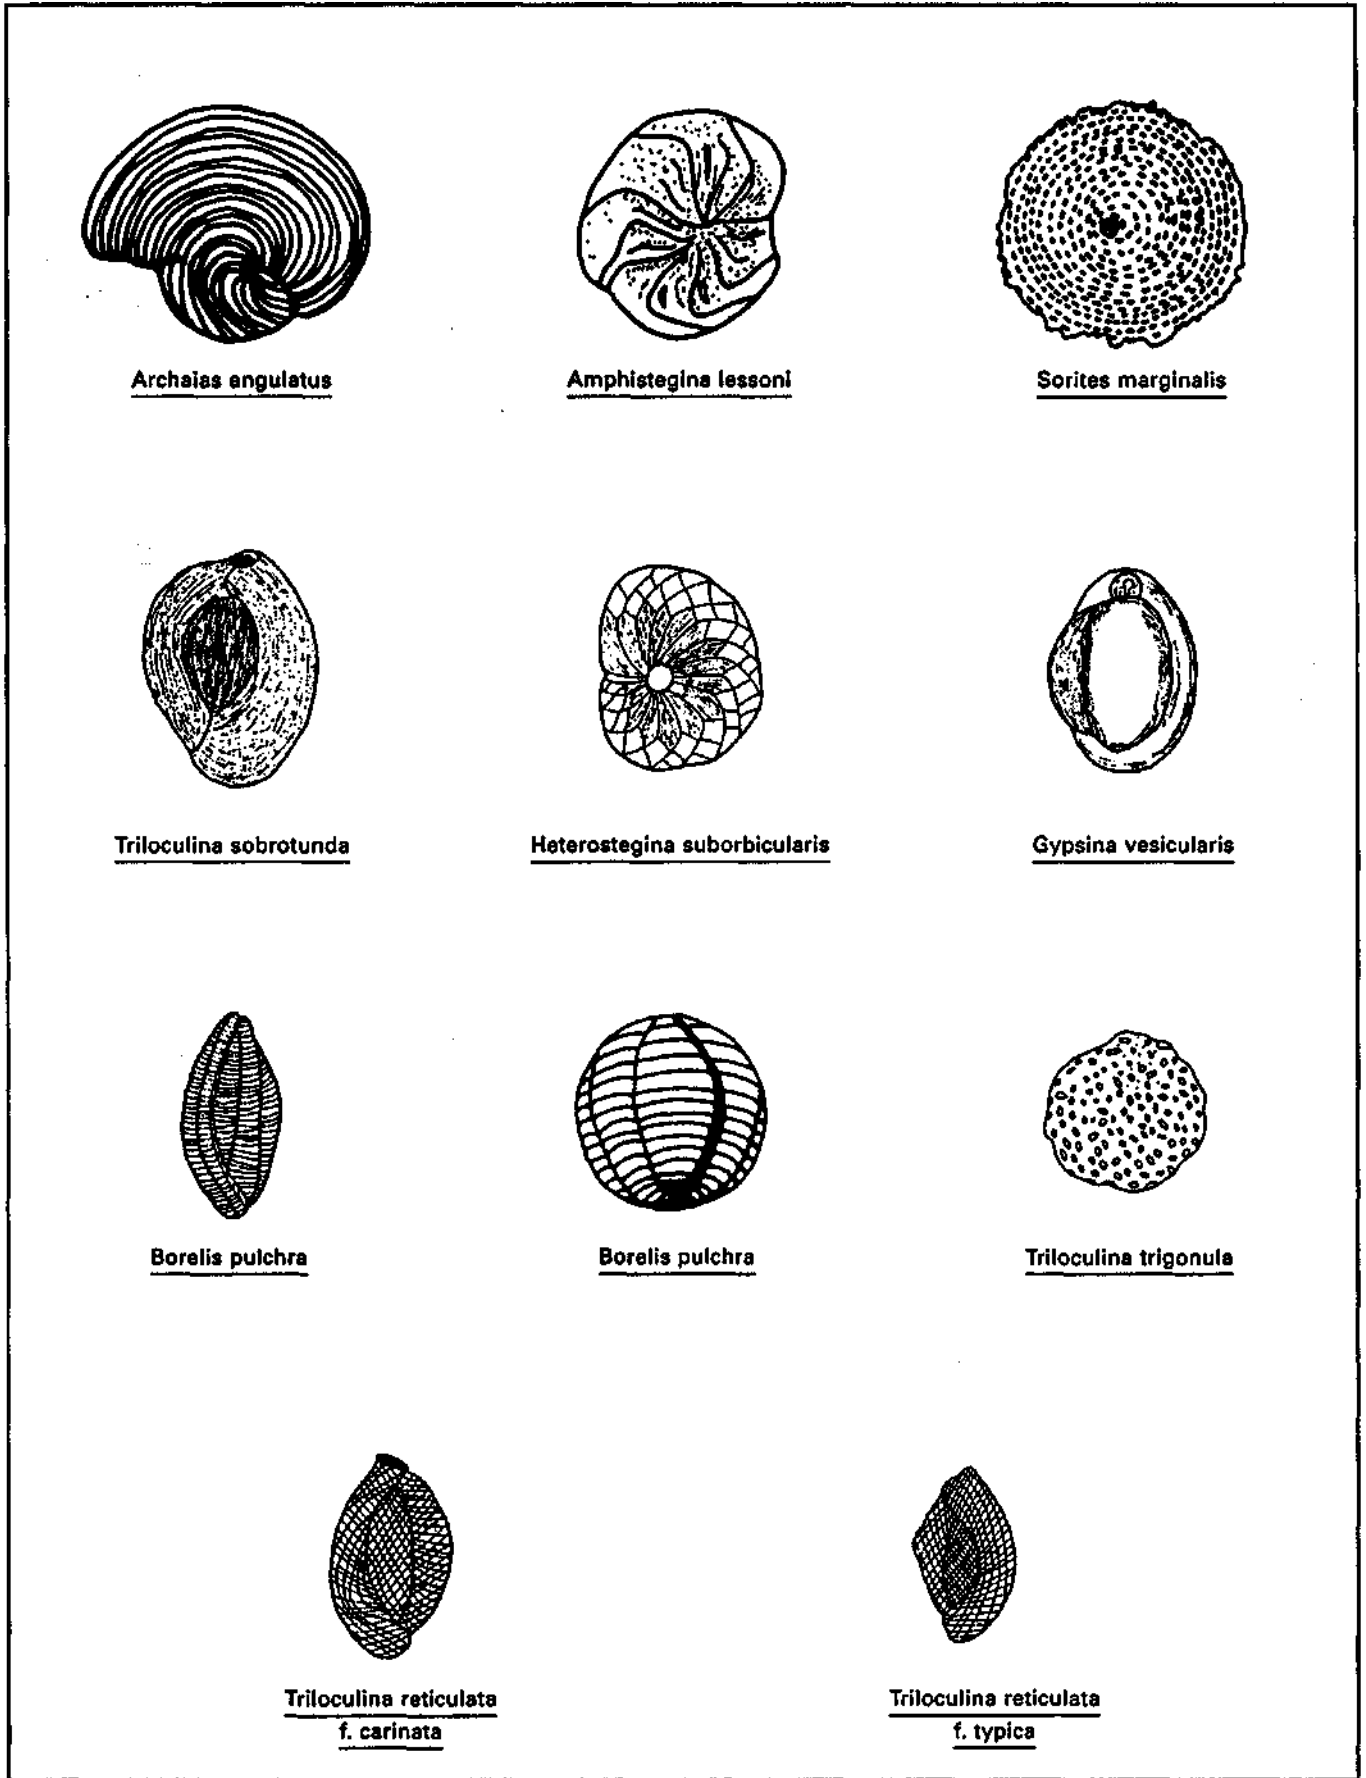 Archaias angulatus
Amphistegina lessoni
Sorites marginalis
Triloculina sobrotunda
Heterostegina suborbicularis
Gypsina vesicularis
Borelis pulchra
Borelis pulchra
Triloculina trigonula
Triloculina reticulata
f. carinata
Triloculina reticulata
f. typica